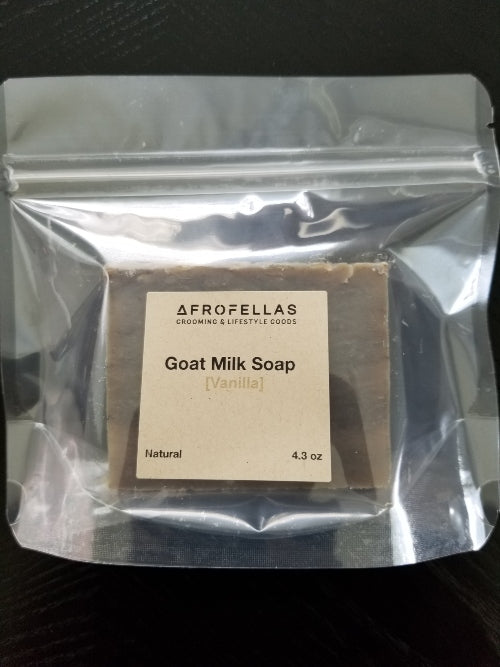 AFROFELLAS
GROOMING & LIFESTYLE GOODS
Goat Milk Soap
[Vanilla]
Natural 4.3 oz